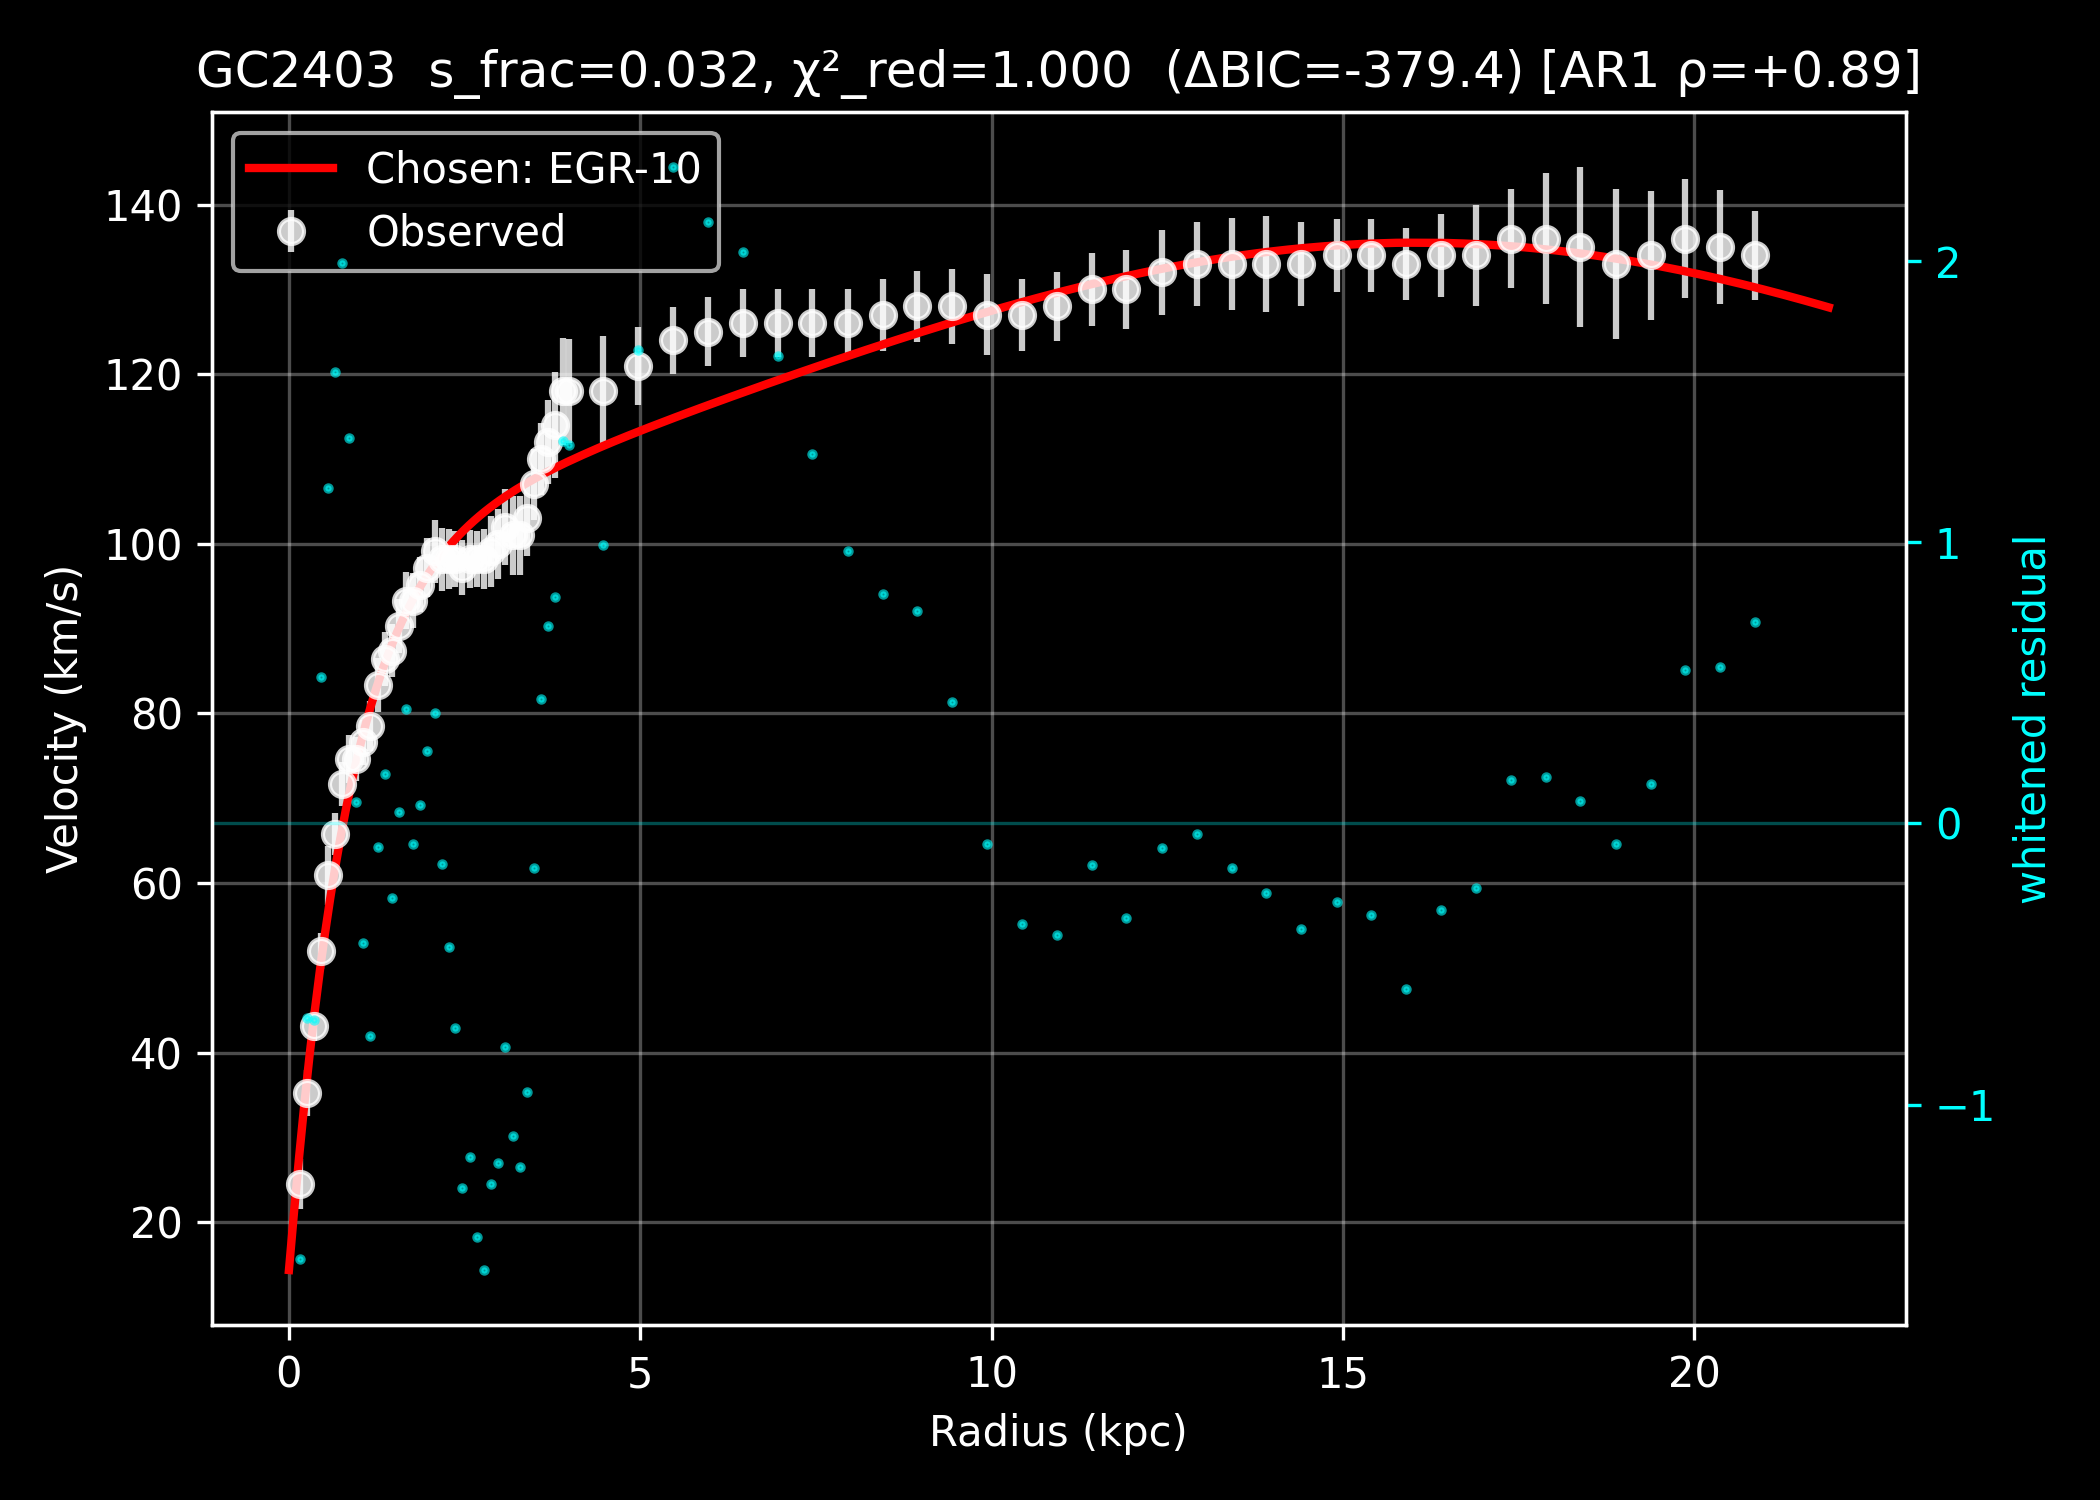 GC2403 s_frac=0.032, χ²_red=1.000 (ΔBIC=-379.4) [AR1 ρ=+0.89]
Chosen: EGR-10
Observed
140
120
100
80
60
40
20
Velocity (km/s)
2
1
0
−1
whitened residual
0
5
10
15
20
Radius (kpc)